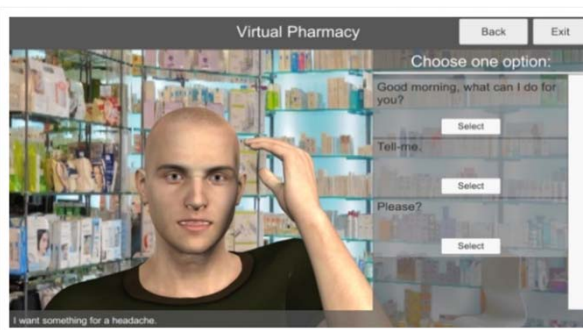 Virtual Pharmacy
Back
Exit
Choose one option:
Good morning, what can I do for
you?
Select
Tell-me.
Select
Please?
Select
I want something for a headache.